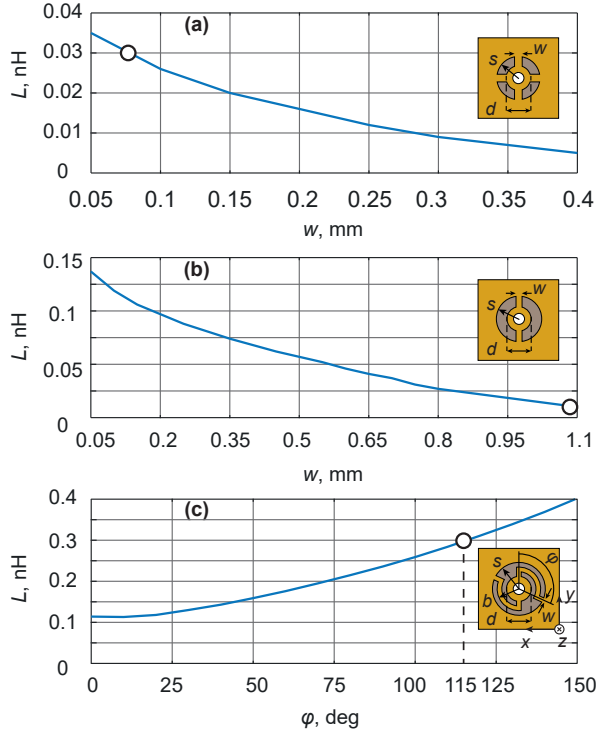 (a)
L, nH
0.04
0.03
0.02
0.01
0
0.05 0.1 0.15 0.2 0.25 0.3 0.35 0.4
w, mm
w
s
d
(b)
L, nH
0.15
0.1
0.05
0
0.05 0.2 0.35 0.5 0.65 0.8 0.95 1.1
w, mm
w
s
d
(c)
L, nH
0.4
0.3
0.2
0.1
0
0 25 50 75 100 115 125 150
φ, deg
φ
s
b
d
y
w
x
z